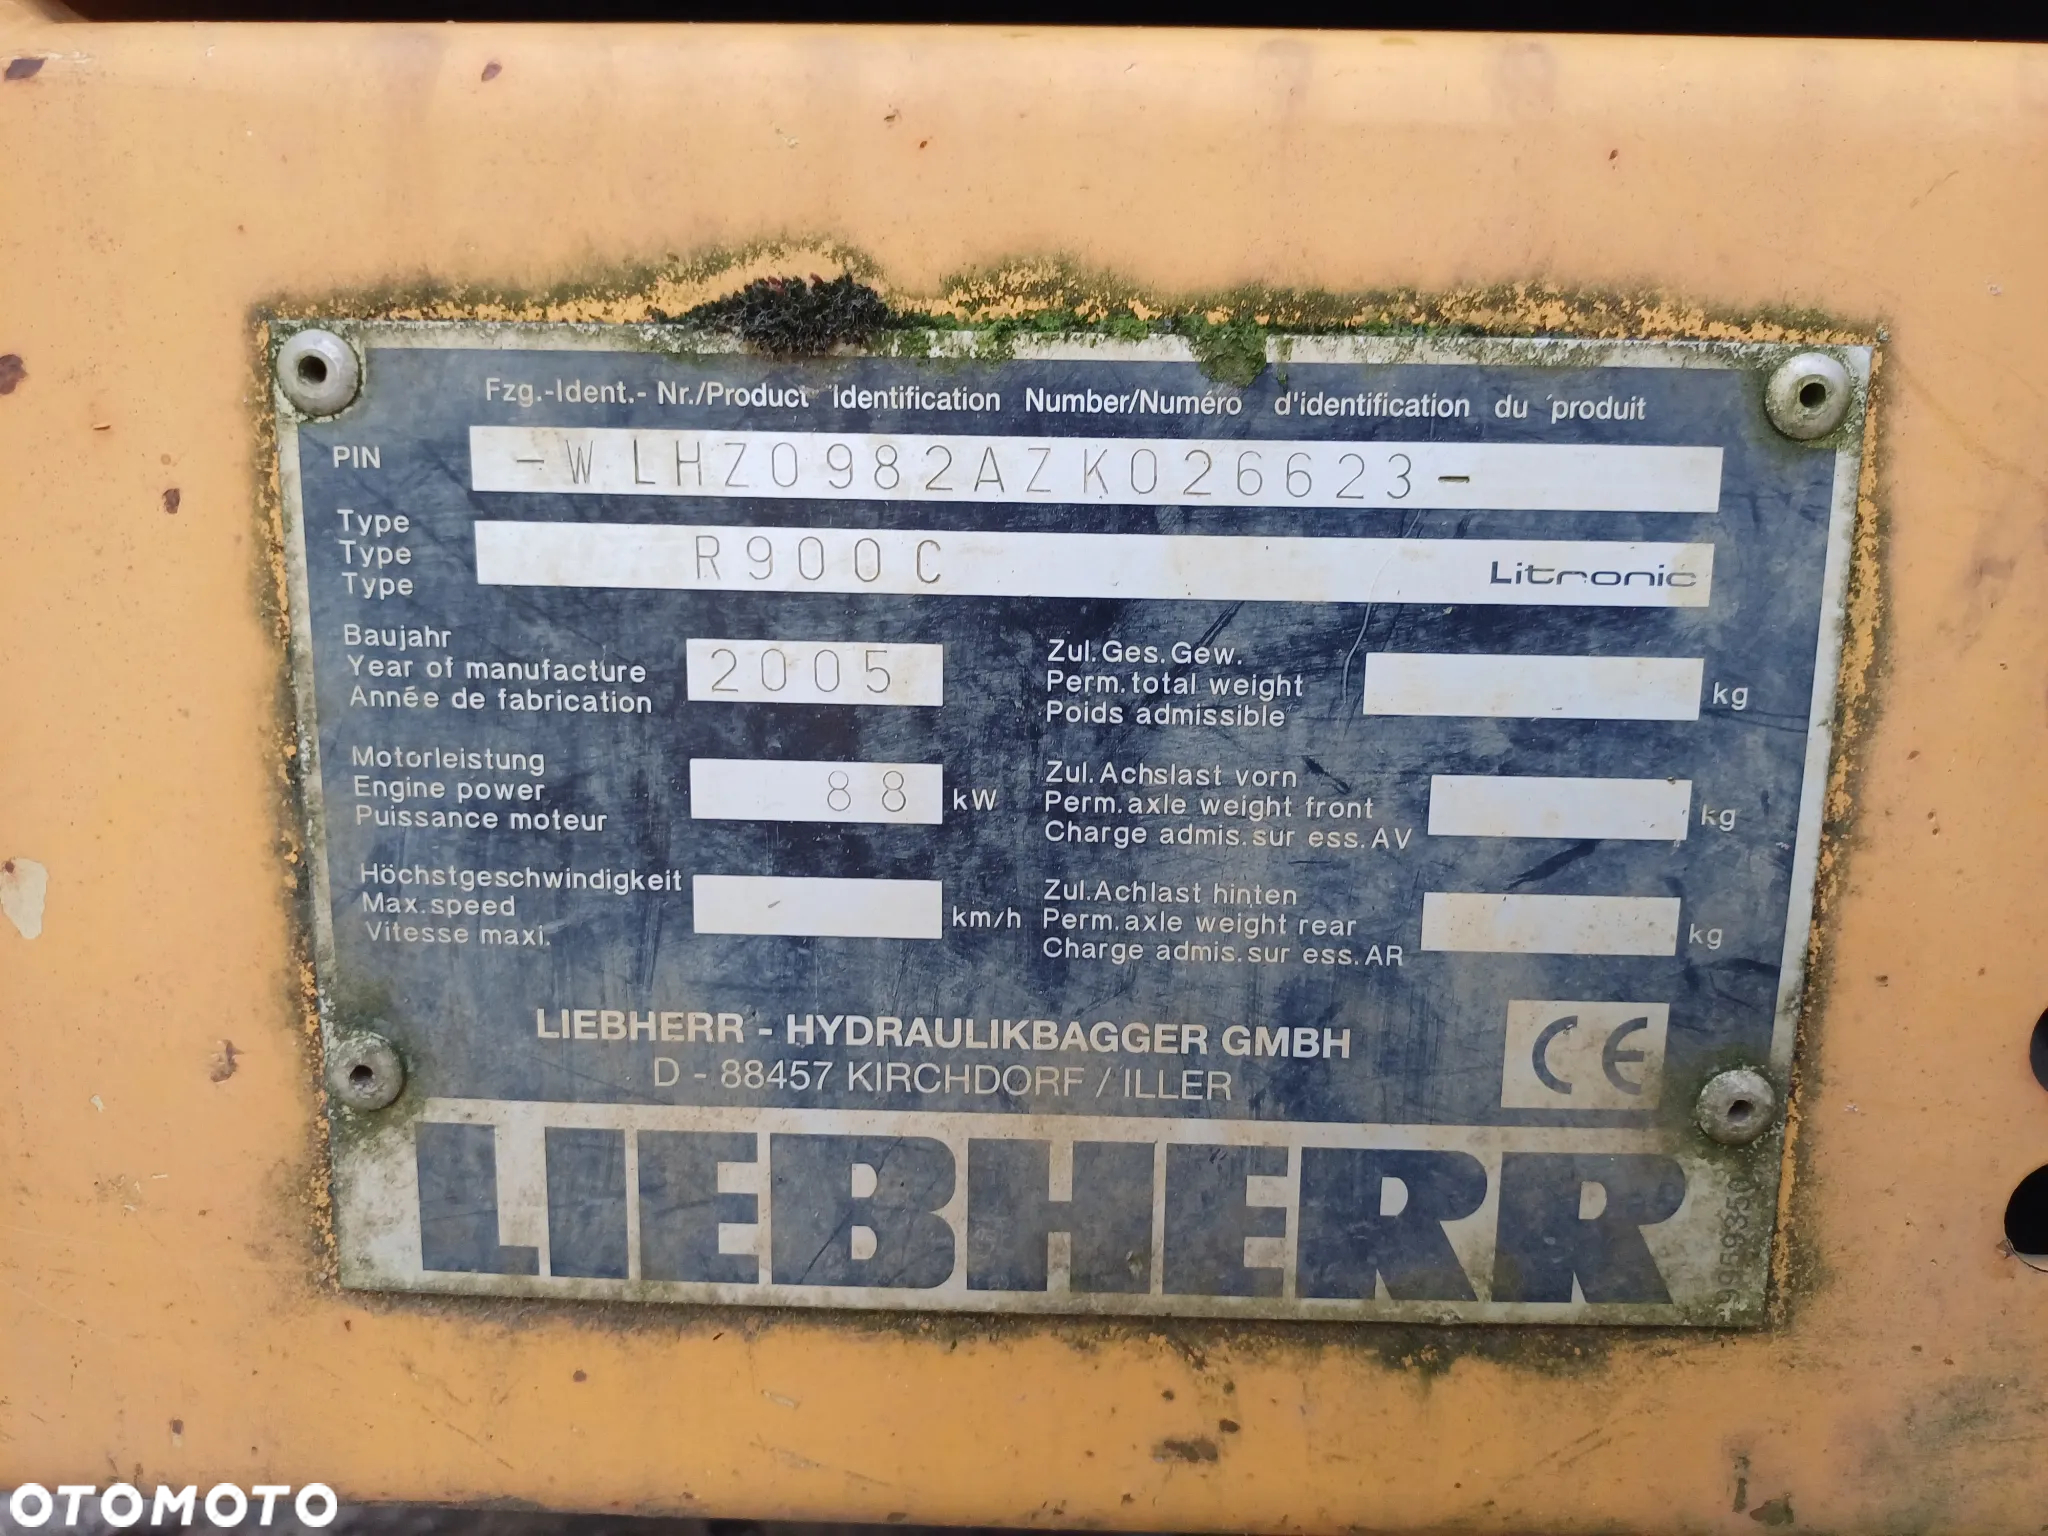 Fzg.-Ident.- Nr./Product Identification Number/Numéro d'identification du produit
PIN -WLHZ0982AZK026623-
Type
Type
Type
R900C Litronic
Baujahr
Year of manufacture
Année de fabrication
2005
Zul.Ges.Gew.
Perm.total weight
Poids admissible
kg
Motorleistung
Engine power
Puissance moteur
88 kW
Zul.Achslast vorn
Perm.axle weight front
Charge admis.sur ess.AV
kg
Höchstgeschwindigkeit
Max.speed
Vitesse maxi.
km/h
Zul.Achlast hinten
Perm.axle weight rear
Charge admis.sur ess.AR
kg
LIEBHERR - HYDRAULIKBAGGER GMBH
D - 88457 KIRCHDORF / ILLER
CE
LIEBHERR
OTOMOTO